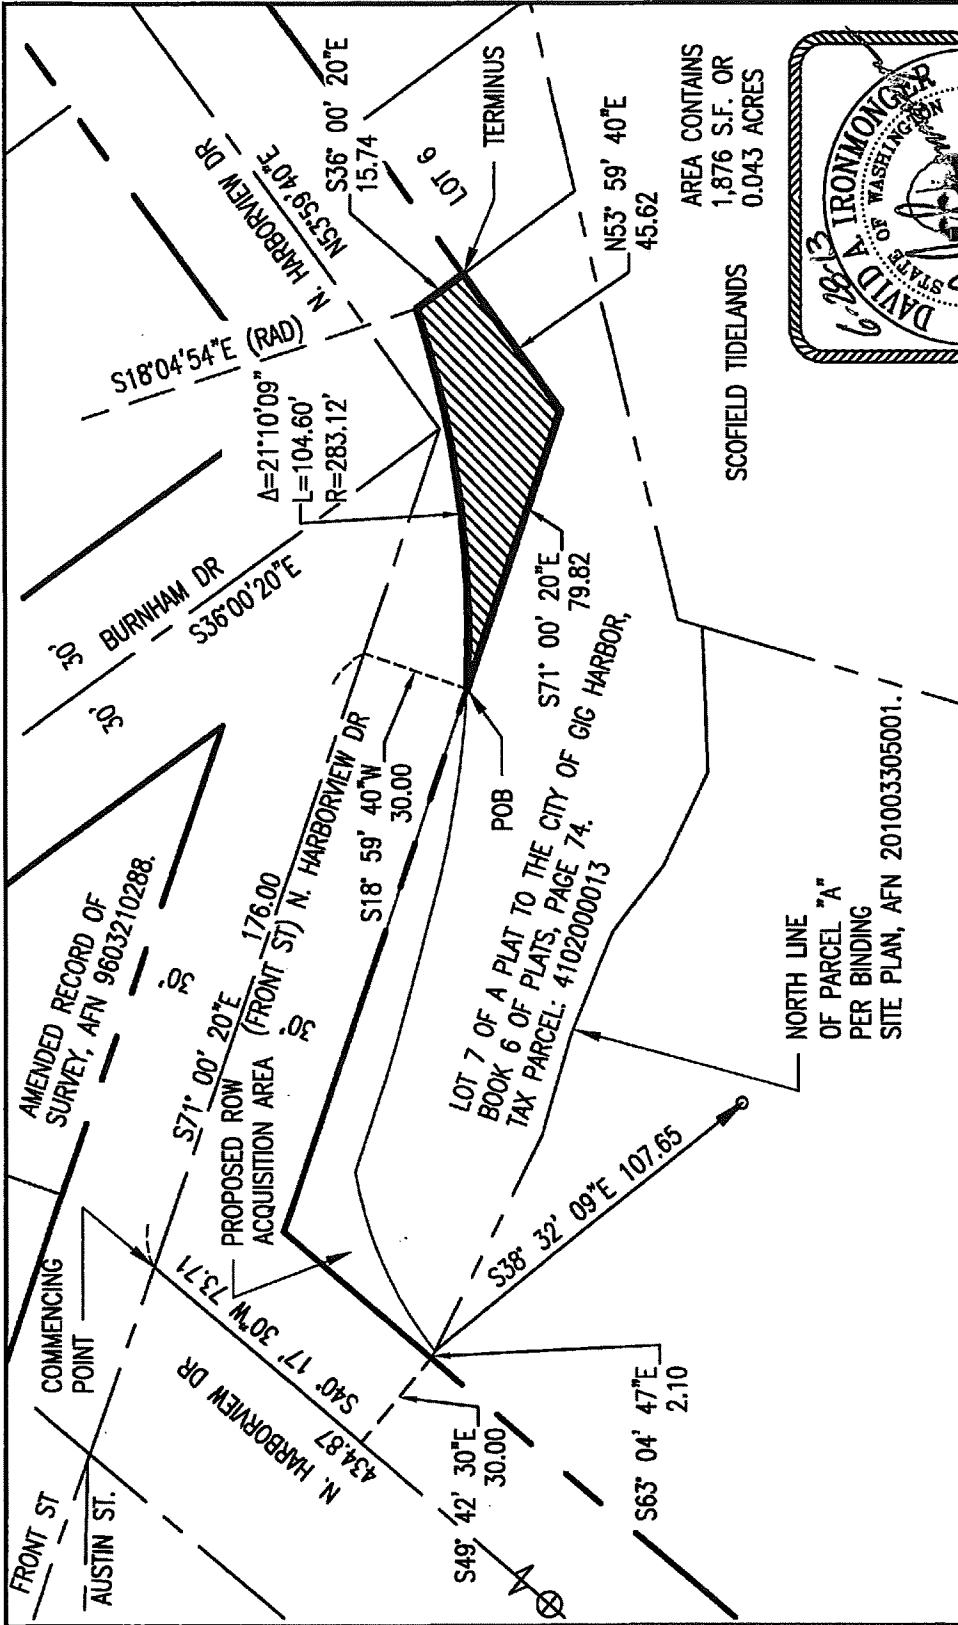 FRONT ST
AUSTIN ST.
COMMENCING
POINT
AMENDED RECORD OF
SURVEY, AFN 9603210288.
30'
30'
S71° 00' 20"E 176.00
(FRONT ST) N. HARBORVIEW DR
PROPOSED ROW
ACQUISITION AREA
N. HARBORVIEW DR
434.87
S40° 17' 30"W 73.71
S49° 42' 30"E
30.00
S63° 04' 47"E
2.10
S38° 32' 09"E 107.65
30'
30'
BURNHAM DR
S36°00'20"E
S18° 59' 40"W
30.00
POB
Δ=21°10'09"
L=104.60'
R=283.12'
S18°04'54"E (RAD)
N. HARBORVIEW DR
N53°59'40"E
S36° 00' 20"E
15.74
LOT 6
TERMINUS
N53° 59' 40"E
45.62
S71° 00' 20"E
79.82
LOT 7 OF A PLAT TO THE CITY OF GIG HARBOR,
BOOK 6 OF PLATS, PAGE 74.
TAX PARCEL: 4102000013
NORTH LINE
OF PARCEL "A"
PER BINDING
SITE PLAN, AFN 201003305001.
SCOFIELD TIDELANDS
AREA CONTAINS
1,876 S.F. OR
0.043 ACRES
6-28-13
DAVID A. IRONMONGER
STATE OF WASHINGTON